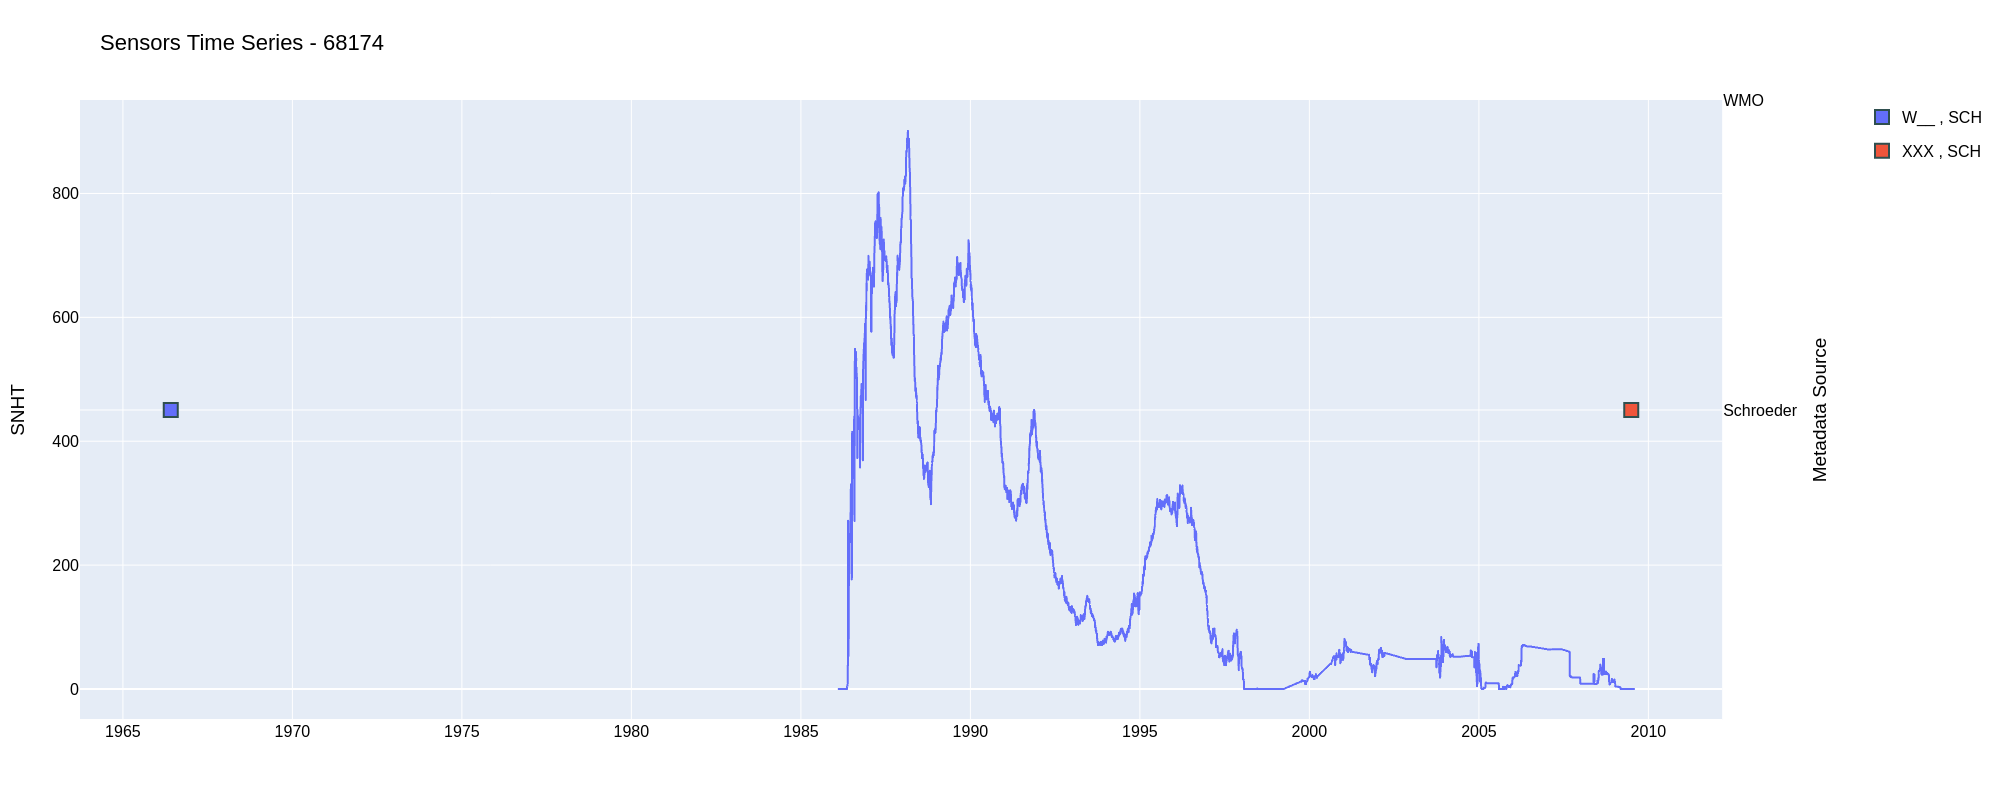 Sensors Time Series - 68174
WMO
W__ , SCH
XXX , SCH
800
600
400
200
0
SNHT
Schroeder
Metadata Source
1965 1970 1975 1980 1985 1990 1995 2000 2005 2010